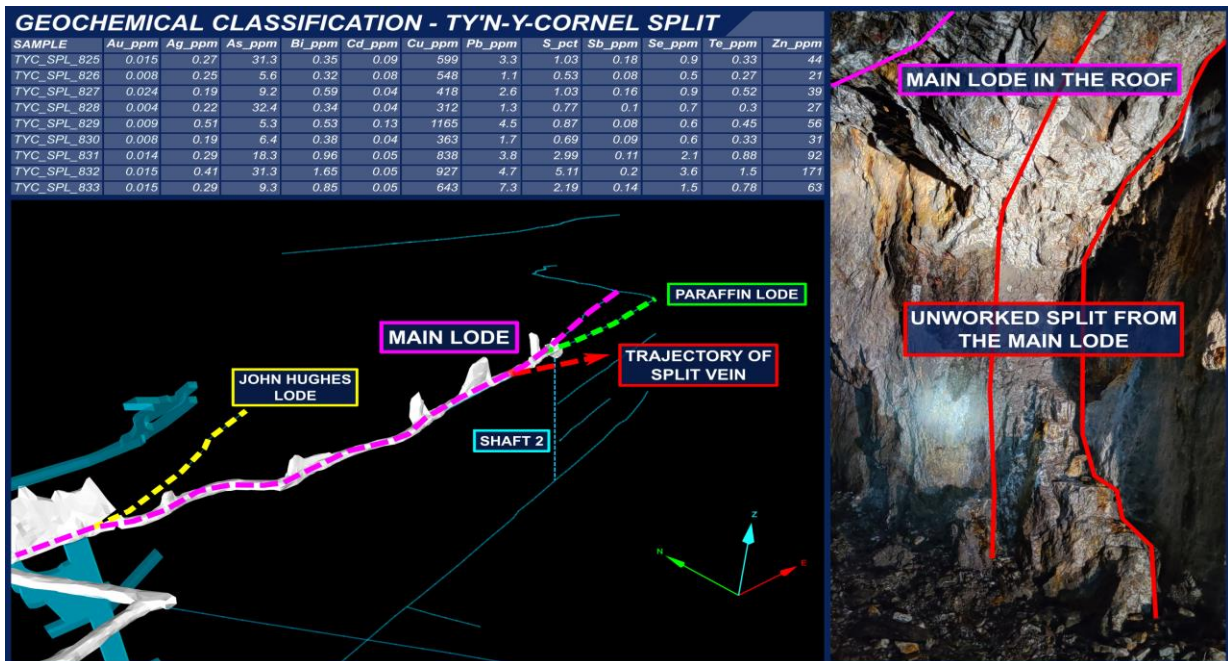 GEOCHEMICAL CLASSIFICATION - TY'N-Y-CORNEL SPLIT
SAMPLE Au_ppm Ag_ppm As_ppm Bi_ppm Cd_ppm Cu_ppm Pb_ppm S_pct Sb_ppm Se_ppm Te_ppm Zn_ppm
TYC_SPL_825 0.015 0.27 31.3 0.35 0.09 599 3.3 1.03 0.18 0.9 0.33 44
TYC_SPL_826 0.008 0.25 5.6 0.32 0.08 548 1.1 0.53 0.08 0.5 0.27 21
TYC_SPL_827 0.024 0.19 9.2 0.59 0.04 418 2.6 1.03 0.16 0.9 0.52 39
TYC_SPL_828 0.004 0.22 32.4 0.34 0.04 312 1.3 0.77 0.1 0.7 0.3 27
TYC_SPL_829 0.009 0.51 5.3 0.53 0.13 1165 4.5 0.87 0.08 0.6 0.45 56
TYC_SPL_830 0.008 0.19 6.4 0.38 0.04 363 1.7 0.69 0.09 0.6 0.33 31
TYC_SPL_831 0.014 0.29 18.3 0.96 0.05 838 3.8 2.99 0.11 2.1 0.88 92
TYC_SPL_832 0.015 0.41 31.3 1.65 0.05 927 4.7 5.11 0.2 3.6 1.5 171
TYC_SPL_833 0.015 0.29 9.3 0.85 0.05 643 7.3 2.19 0.14 1.5 0.78 63
PARAFFIN LODE
MAIN LODE
TRAJECTORY OF
SPLIT VEIN
JOHN HUGHES
LODE
SHAFT 2
Z
N
E
MAIN LODE IN THE ROOF
UNWORKED SPLIT FROM
THE MAIN LODE